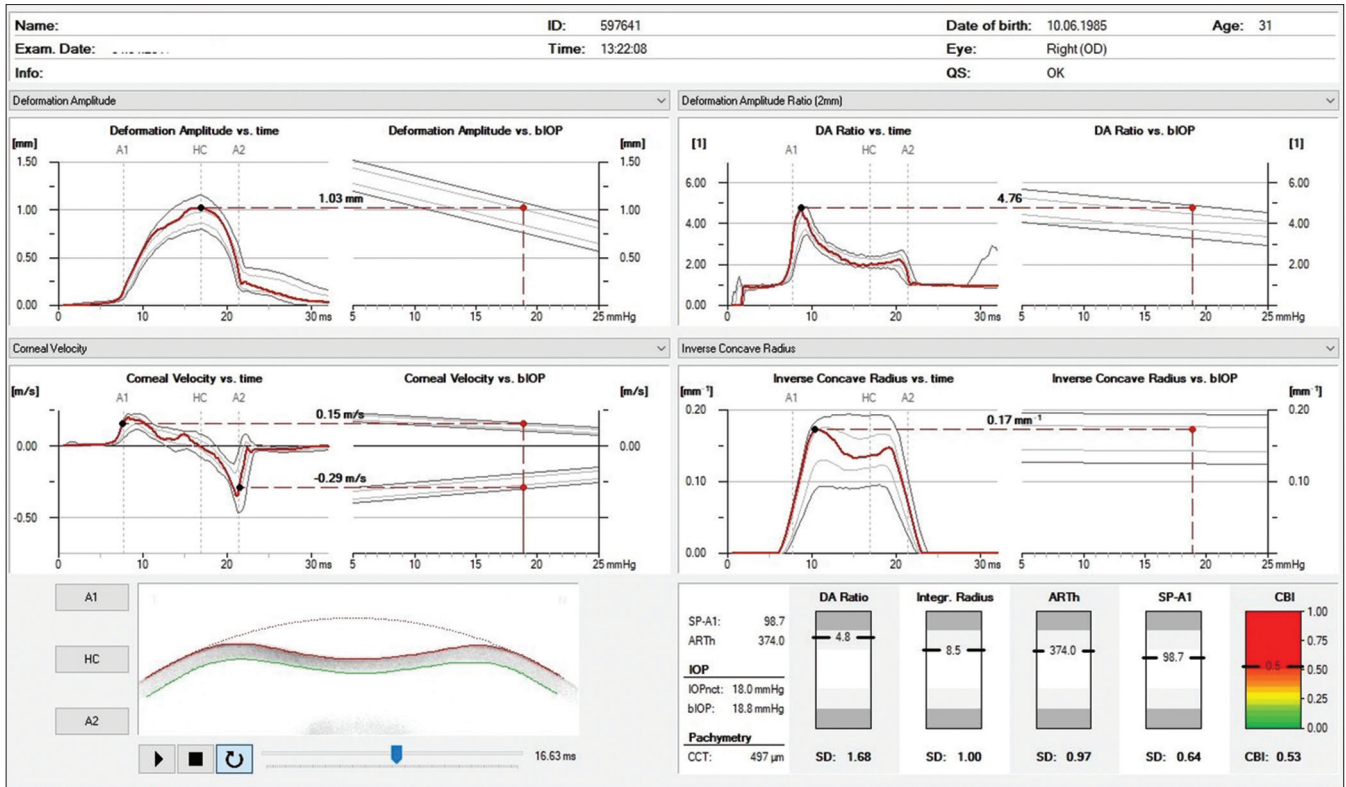 Name: ID: 597641 Date of birth: 10.06.1985 Age: 31
Exam. Date: Time: 13:22:08 Eye: Right (OD)
Info: QS: OK
Deformation Amplitude
Deformation Amplitude vs. time Deformation Amplitude vs. bIOP
[mm] A1 HC A2 [mm]
1.50 1.50
1.03 mm
1.00 1.00
0.50 0.50
0.00 0.00
0 10 20 30 ms 5 10 15 20 25 mmHg
Deformation Amplitude Ratio (2mm)
DA Ratio vs. time DA Ratio vs. bIOP
[1] A1 HC A2 [1]
6.00 6.00
4.76
4.00 4.00
2.00 2.00
0.00
0 10 20 30 ms 5 10 15 20 25 mmHg
Corneal Velocity
Corneal Velocity vs. time Corneal Velocity vs. bIOP
[m/s] A1 HC A2 [m/s]
0.15 m/s
0.00 0.00
-0.29 m/s
-0.50
0 10 20 30 ms 5 10 15 20 25 mmHg
Inverse Concave Radius
Inverse Concave Radius vs. time Inverse Concave Radius vs. bIOP
[mm⁻¹] A1 HC A2 [mm⁻¹]
0.20 0.20
0.17 mm⁻¹
0.10 0.10
0.00
0 10 20 30 ms 5 10 15 20 25 mmHg
A1
T N
HC
A2
16.63 ms
SP-A1: 98.7
ARTh 374.0
IOP
IOPnct: 18.0 mmHg
bIOP: 18.8 mmHg
Pachymetry
CCT: 497 µm
DA Ratio Integr. Radius ARTh SP-A1 CBI
4.8 8.5 374.0 98.7 0.5
1.00
0.75
0.50
0.25
0.00
SD: 1.68 SD: 1.00 SD: 0.97 SD: 0.64 CBI: 0.53